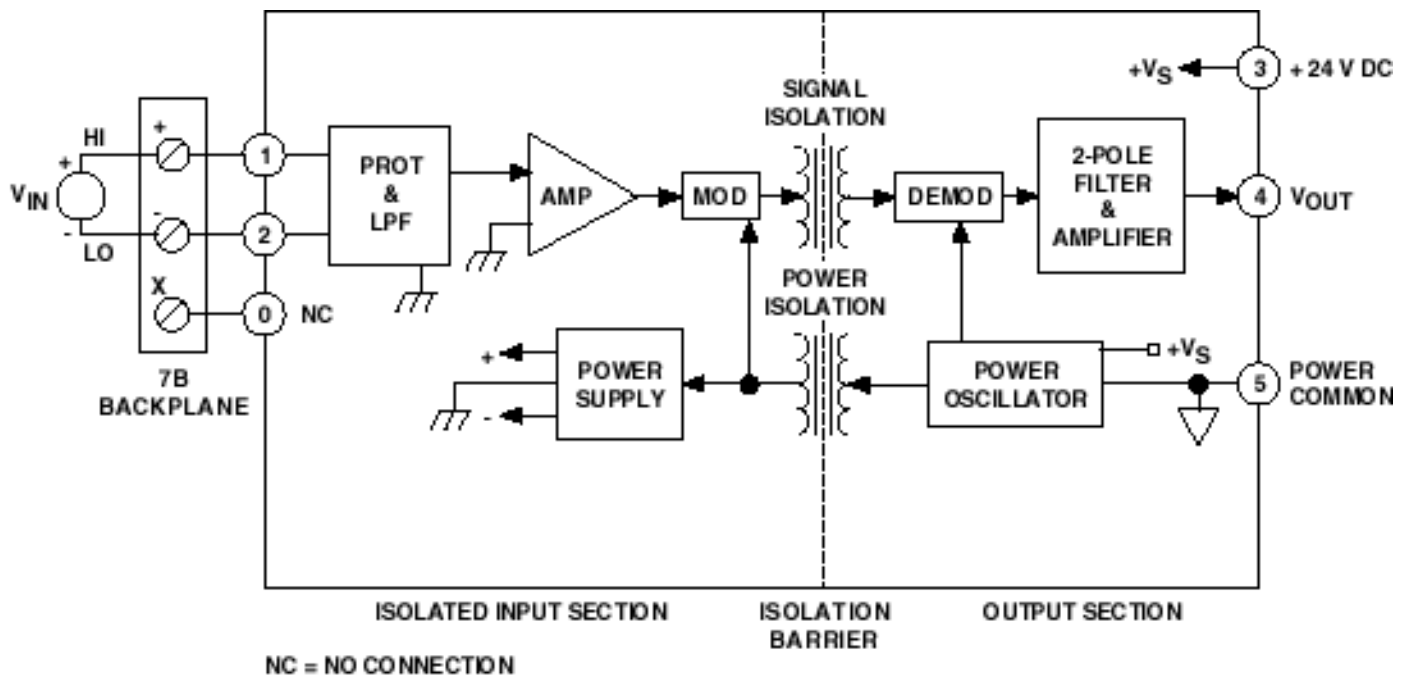 +VS
3
+ 24 V DC
SIGNAL
ISOLATION
HI
+
1
PROT
&
LPF
AMP
MOD
DEMOD
2-POLE
FILTER
&
AMPLIFIER
4
VOUT
+
VIN
-
LO
-
2
X
0
NC
POWER
ISOLATION
7B
BACKPLANE
+
-
POWER
SUPPLY
POWER
OSCILLATOR
+VS
5
POWER
COMMON
ISOLATED INPUT SECTION
ISOLATION
BARRIER
OUTPUT SECTION
NC = NO CONNECTION